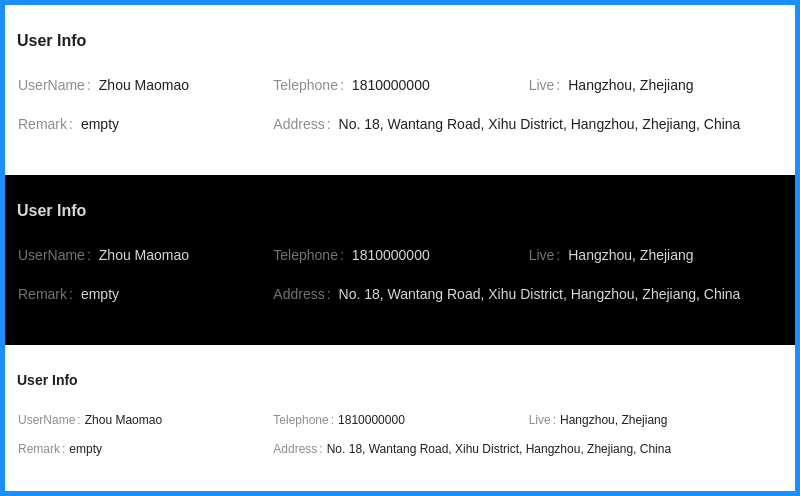 User Info
UserName: Zhou Maomao Telephone: 1810000000 Live: Hangzhou, Zhejiang
Remark: empty Address: No. 18, Wantang Road, Xihu District, Hangzhou, Zhejiang, China
User Info
UserName: Zhou Maomao Telephone: 1810000000 Live: Hangzhou, Zhejiang
Remark: empty Address: No. 18, Wantang Road, Xihu District, Hangzhou, Zhejiang, China
User Info
UserName: Zhou Maomao Telephone: 1810000000 Live: Hangzhou, Zhejiang
Remark: empty Address: No. 18, Wantang Road, Xihu District, Hangzhou, Zhejiang, China